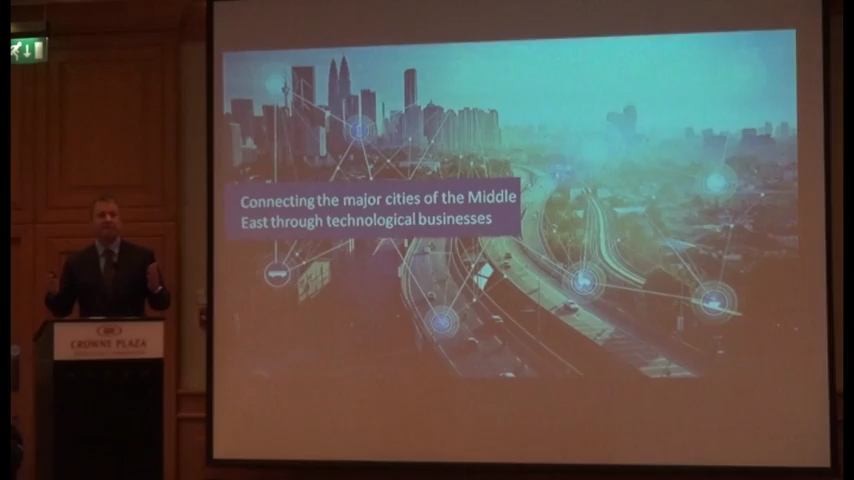 Connecting the major cities of the Middle
East through technological businesses
CROWNE PLAZA